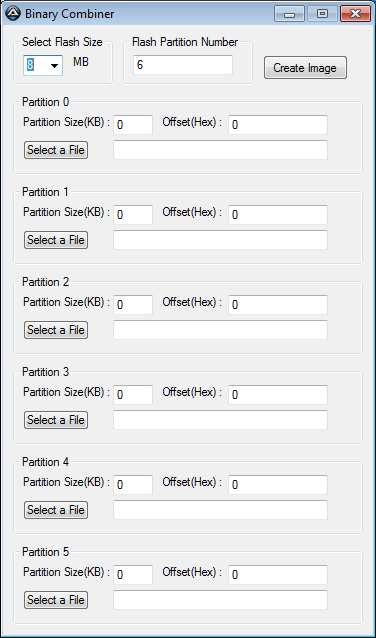 Binary Combiner
Select Flash Size
8 MB
Flash Partition Number
6
Create Image
Partition 0
Partition Size(KB) : 0 Offset(Hex) : 0
Select a File
Partition 1
Partition Size(KB) : 0 Offset(Hex) : 0
Select a File
Partition 2
Partition Size(KB) : 0 Offset(Hex) : 0
Select a File
Partition 3
Partition Size(KB) : 0 Offset(Hex) : 0
Select a File
Partition 4
Partition Size(KB) : 0 Offset(Hex) : 0
Select a File
Partition 5
Partition Size(KB) : 0 Offset(Hex) : 0
Select a File